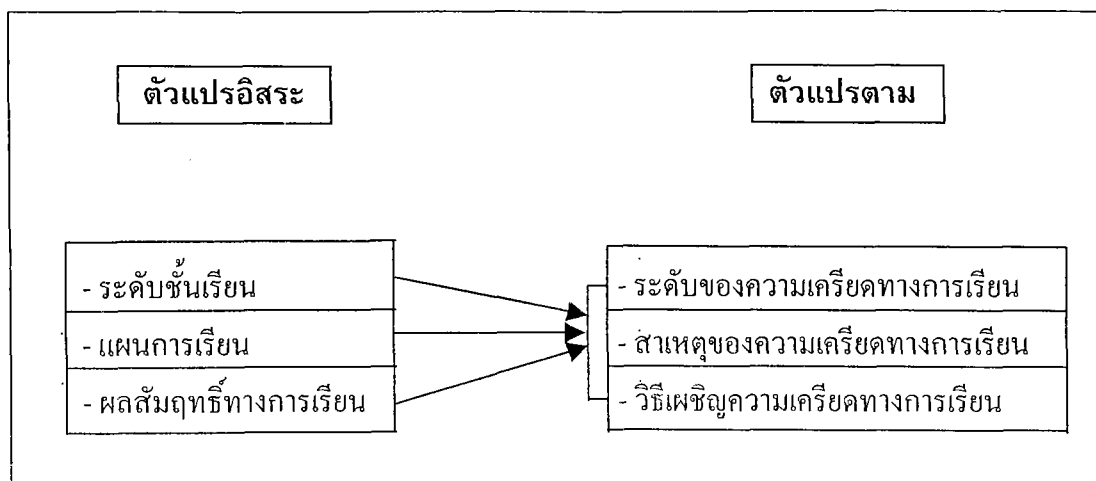 ตัวแปรอิสระ
ตัวแปรตาม
- ระดับชั้นเรียน
- แผนการเรียน
- ผลสัมฤทธิ์ทางการเรียน
- ระดับของความเครียดทางการเรียน
- สาเหตุของความเครียดทางการเรียน
- วิธีเผชิญความเครียดทางการเรียน